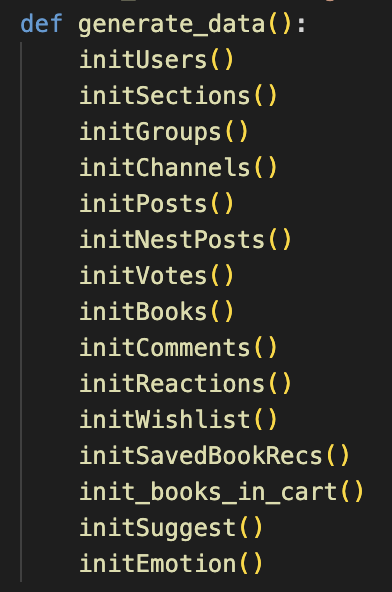 def generate_data():
    initUsers()
    initSections()
    initGroups()
    initChannels()
    initPosts()
    initNestPosts()
    initVotes()
    initBooks()
    initComments()
    initReactions()
    initWishlist()
    initSavedBookRecs()
    init_books_in_cart()
    initSuggest()
    initEmotion()